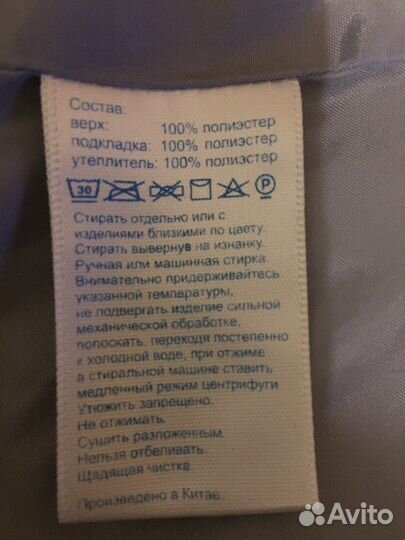 Состав:
верх: 100% полиэстер
подкладка: 100% полиэстер
утеплитель: 100% полиэстер
30 P
Стирать отдельно или с
изделиями близкими по цвету.
Стирать вывернув на изнанку.
Ручная или машинная стирка.
Внимательно придерживайтесь
указанной температуры,
не подвергать изделие сильной
механической обработке,
полоскать, переходя постепенно
к холодной воде, при отжиме
в стиральной машине ставить
медленный режим центрифуги
Утюжить запрещено.
Не отжимать.
Сушить разложенным.
Нельзя отбеливать.
Щадящая чистка.
Произведено в Китае.
Avito